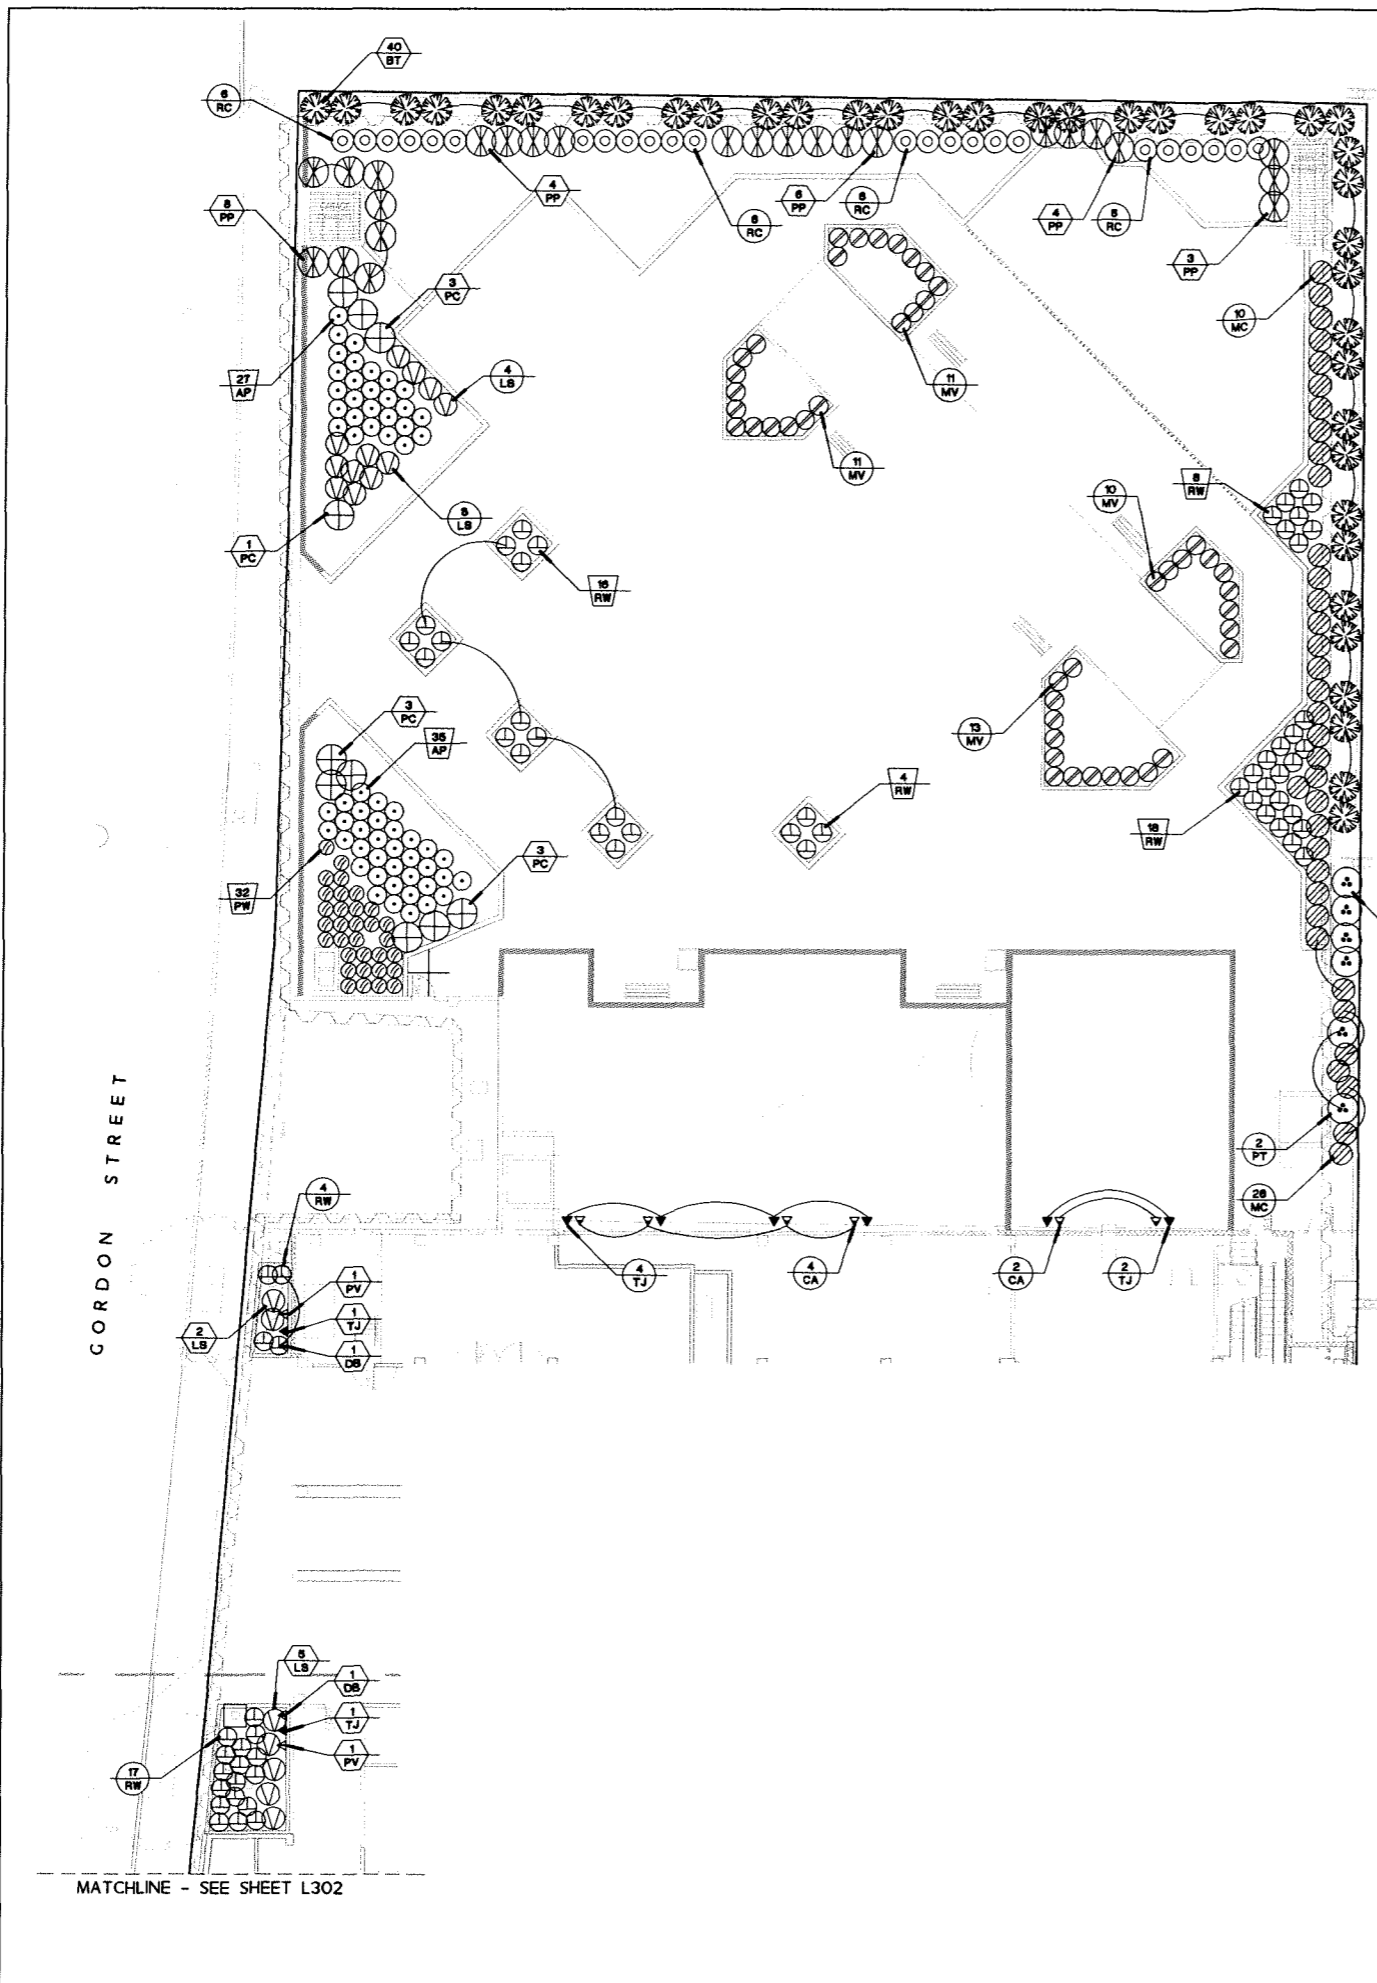 40
BT
6
RC
4
PP
6
RC
6
PP
6
RC
4
PP
5
RC
3
PP
8
PP
3
PC
10
MC
27
AP
4
LS
11
MV
11
MV
8
RW
10
MV
8
LS
1
PC
16
RW
3
PC
35
AP
13
MV
4
RW
18
RW
3
PC
32
PW
2
PT
26
MC
GORDON STREET
4
RW
1
PV
1
TJ
2
LS
1
DB
4
TJ
4
CA
2
CA
2
TJ
5
LS
1
DB
1
TJ
1
PV
17
RW
MATCHLINE - SEE SHEET L302